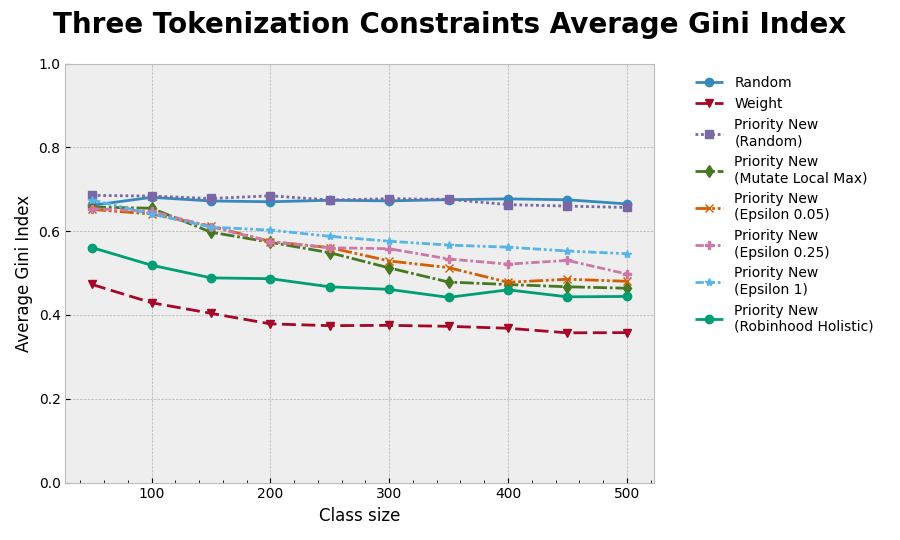 Three Tokenization Constraints Average Gini Index
1.0
0.8
0.6
0.4
0.2
0.0
Average Gini Index
100
200
300
400
500
Class size
Random
Weight
Priority New
(Random)
Priority New
(Mutate Local Max)
Priority New
(Epsilon 0.05)
Priority New
(Epsilon 0.25)
Priority New
(Epsilon 1)
Priority New
(Robinhood Holistic)